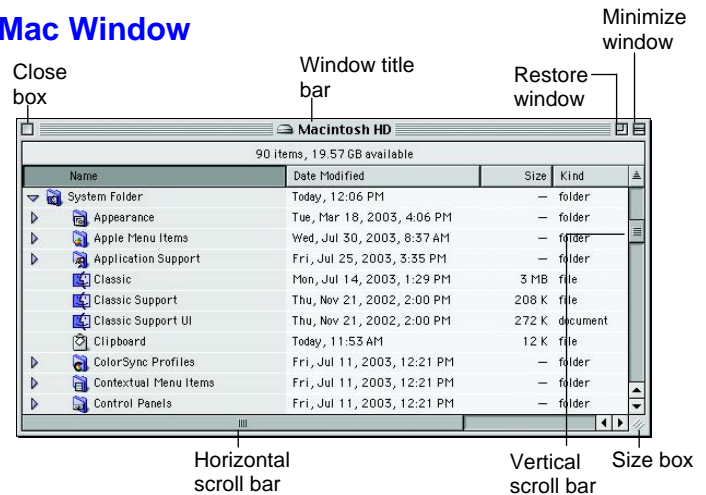 Mac Window
Minimize
window
Close
box
Window title
bar
Restore
window
Macintosh HD
90 items, 19.57 GB available
Name Date Modified Size Kind
System Folder Today, 12:06 PM — folder
Appearance Tue, Mar 18, 2003, 4:06 PM — folder
Apple Menu Items Wed, Jul 30, 2003, 8:37 AM — folder
Application Support Fri, Jul 25, 2003, 3:35 PM — folder
Classic Mon, Jul 14, 2003, 1:29 PM 3 MB file
Classic Support Thu, Nov 21, 2002, 2:00 PM 208 K file
Classic Support UI Thu, Nov 21, 2002, 2:00 PM 272 K document
Clipboard Today, 11:53 AM 12 K file
ColorSync Profiles Fri, Jul 11, 2003, 12:21 PM — folder
Contextual Menu Items Fri, Jul 11, 2003, 12:21 PM — folder
Control Panels Fri, Jul 11, 2003, 12:21 PM — folder
Horizontal
scroll bar
Vertical
scroll bar
Size box